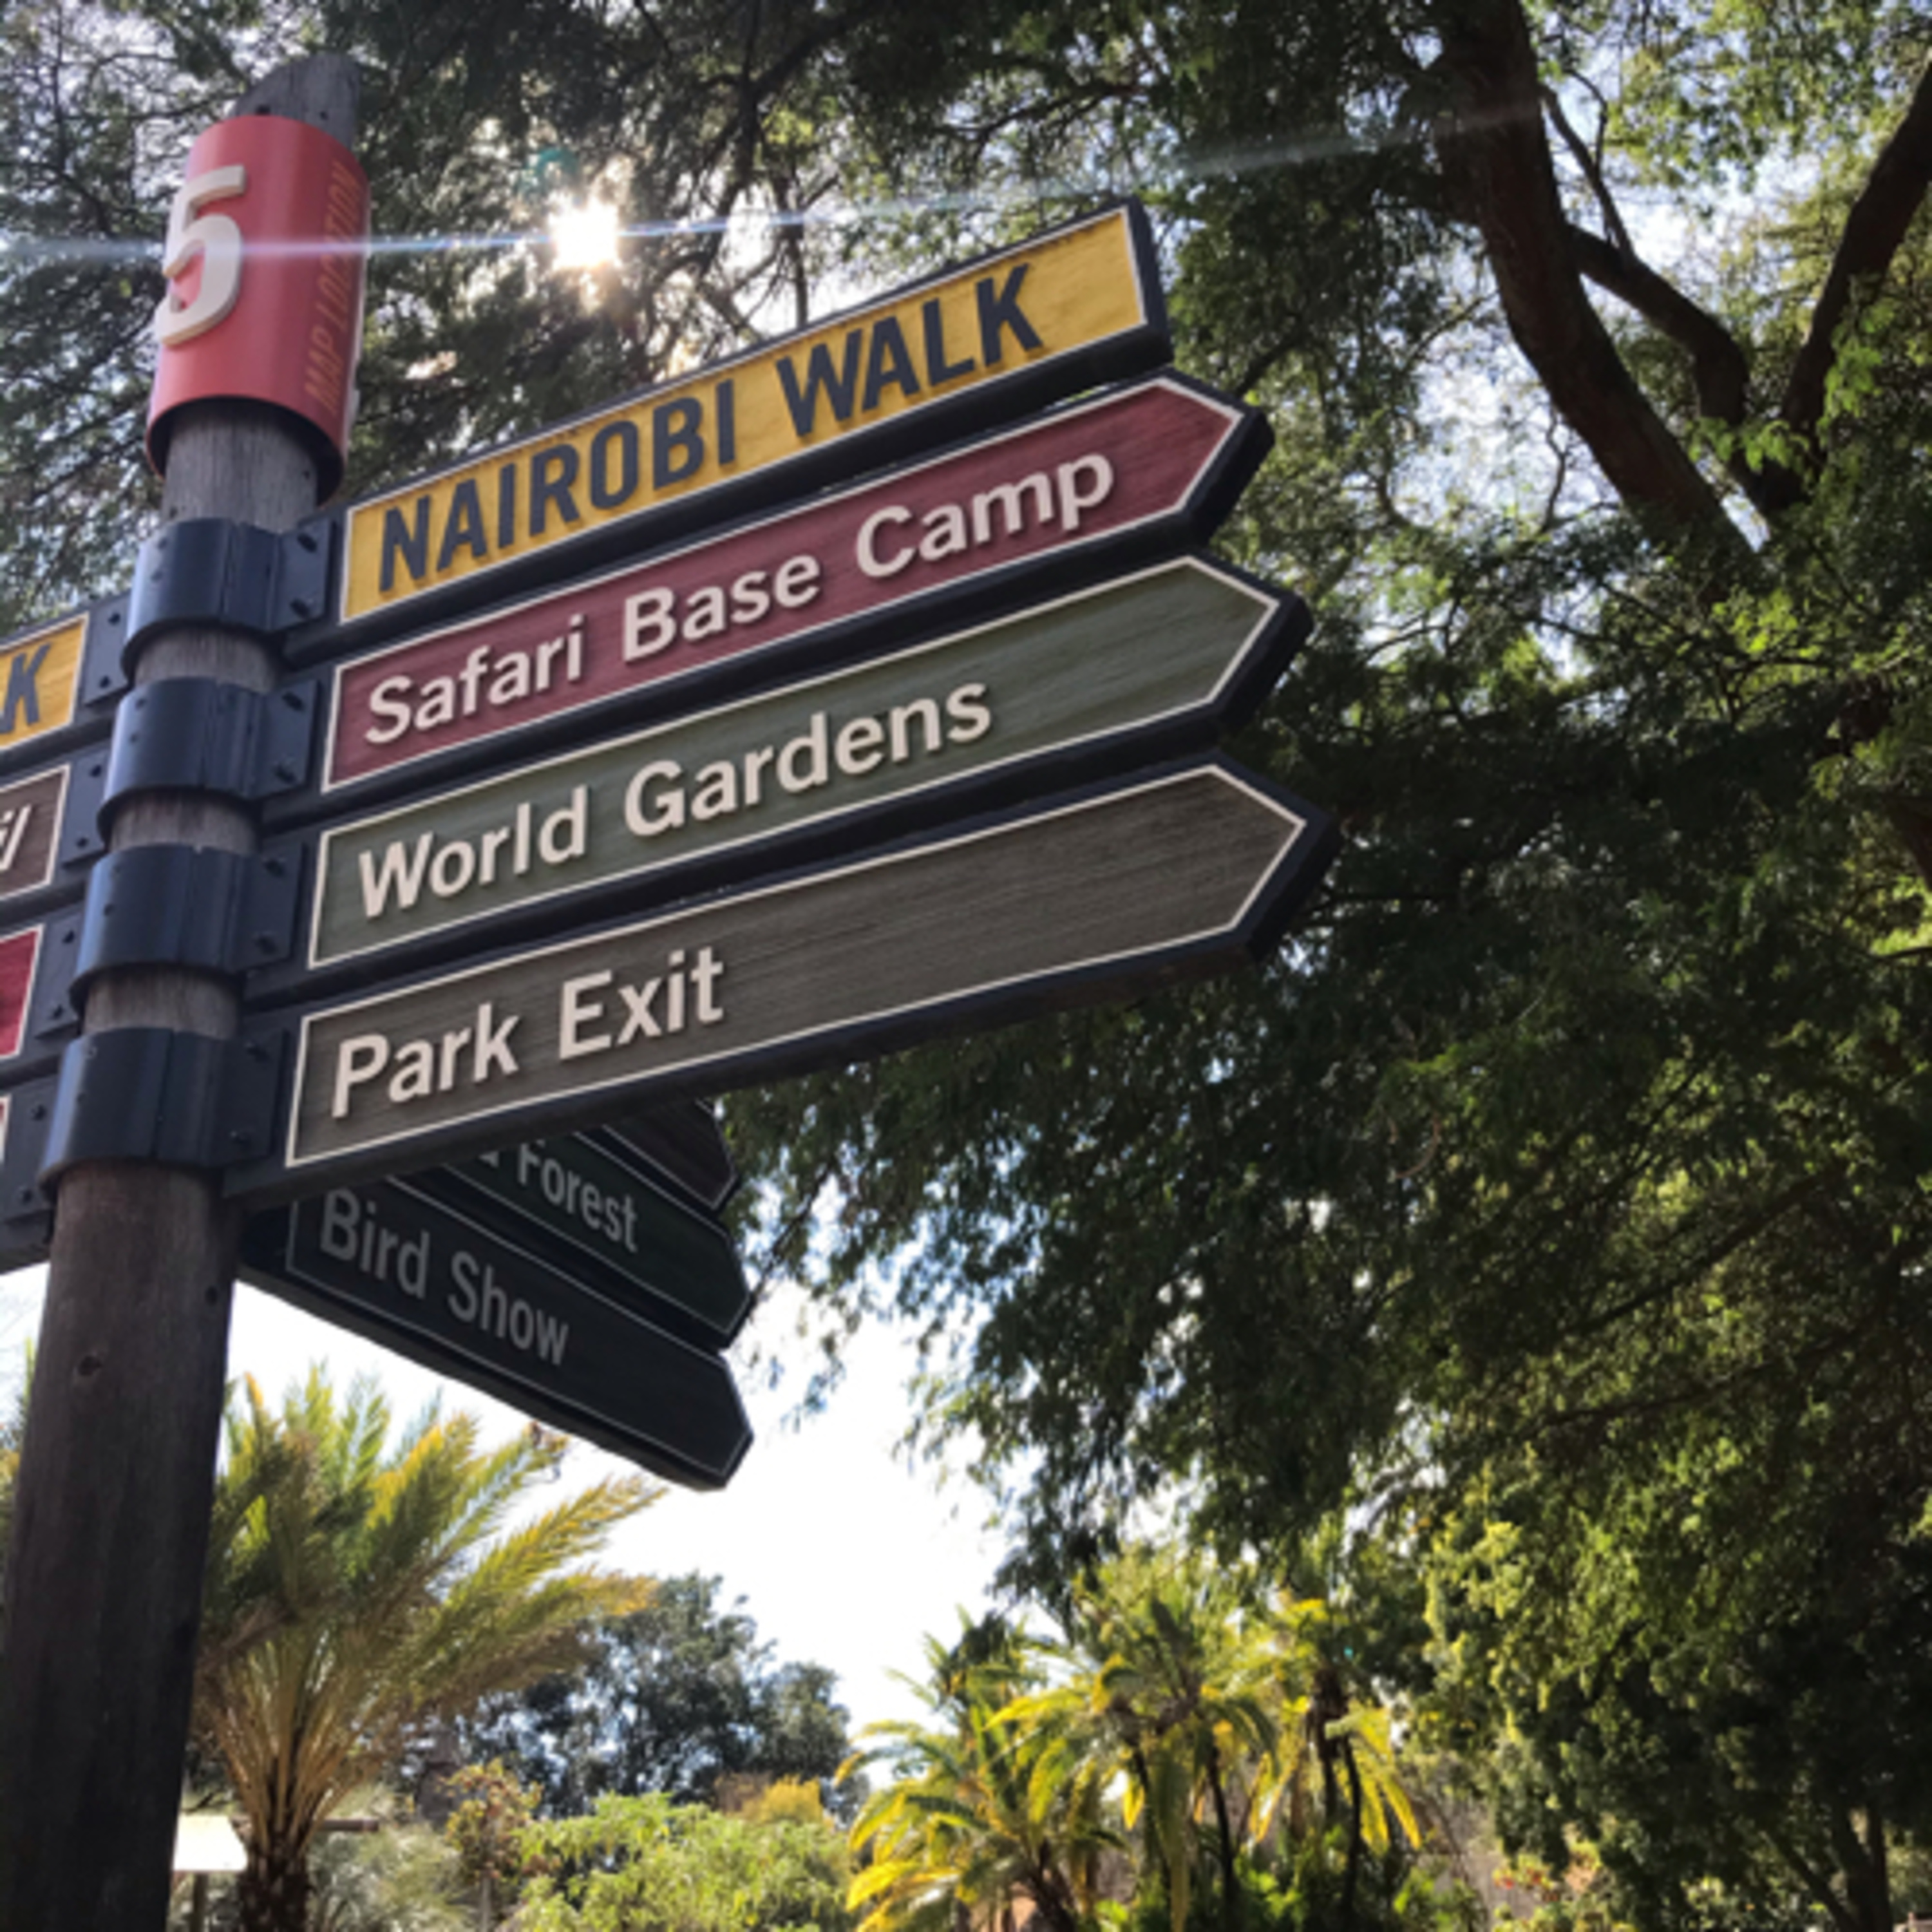 5
MAP LOCATION
NAIROBI WALK
Safari Base Camp
World Gardens
Park Exit
Forest
Bird Show